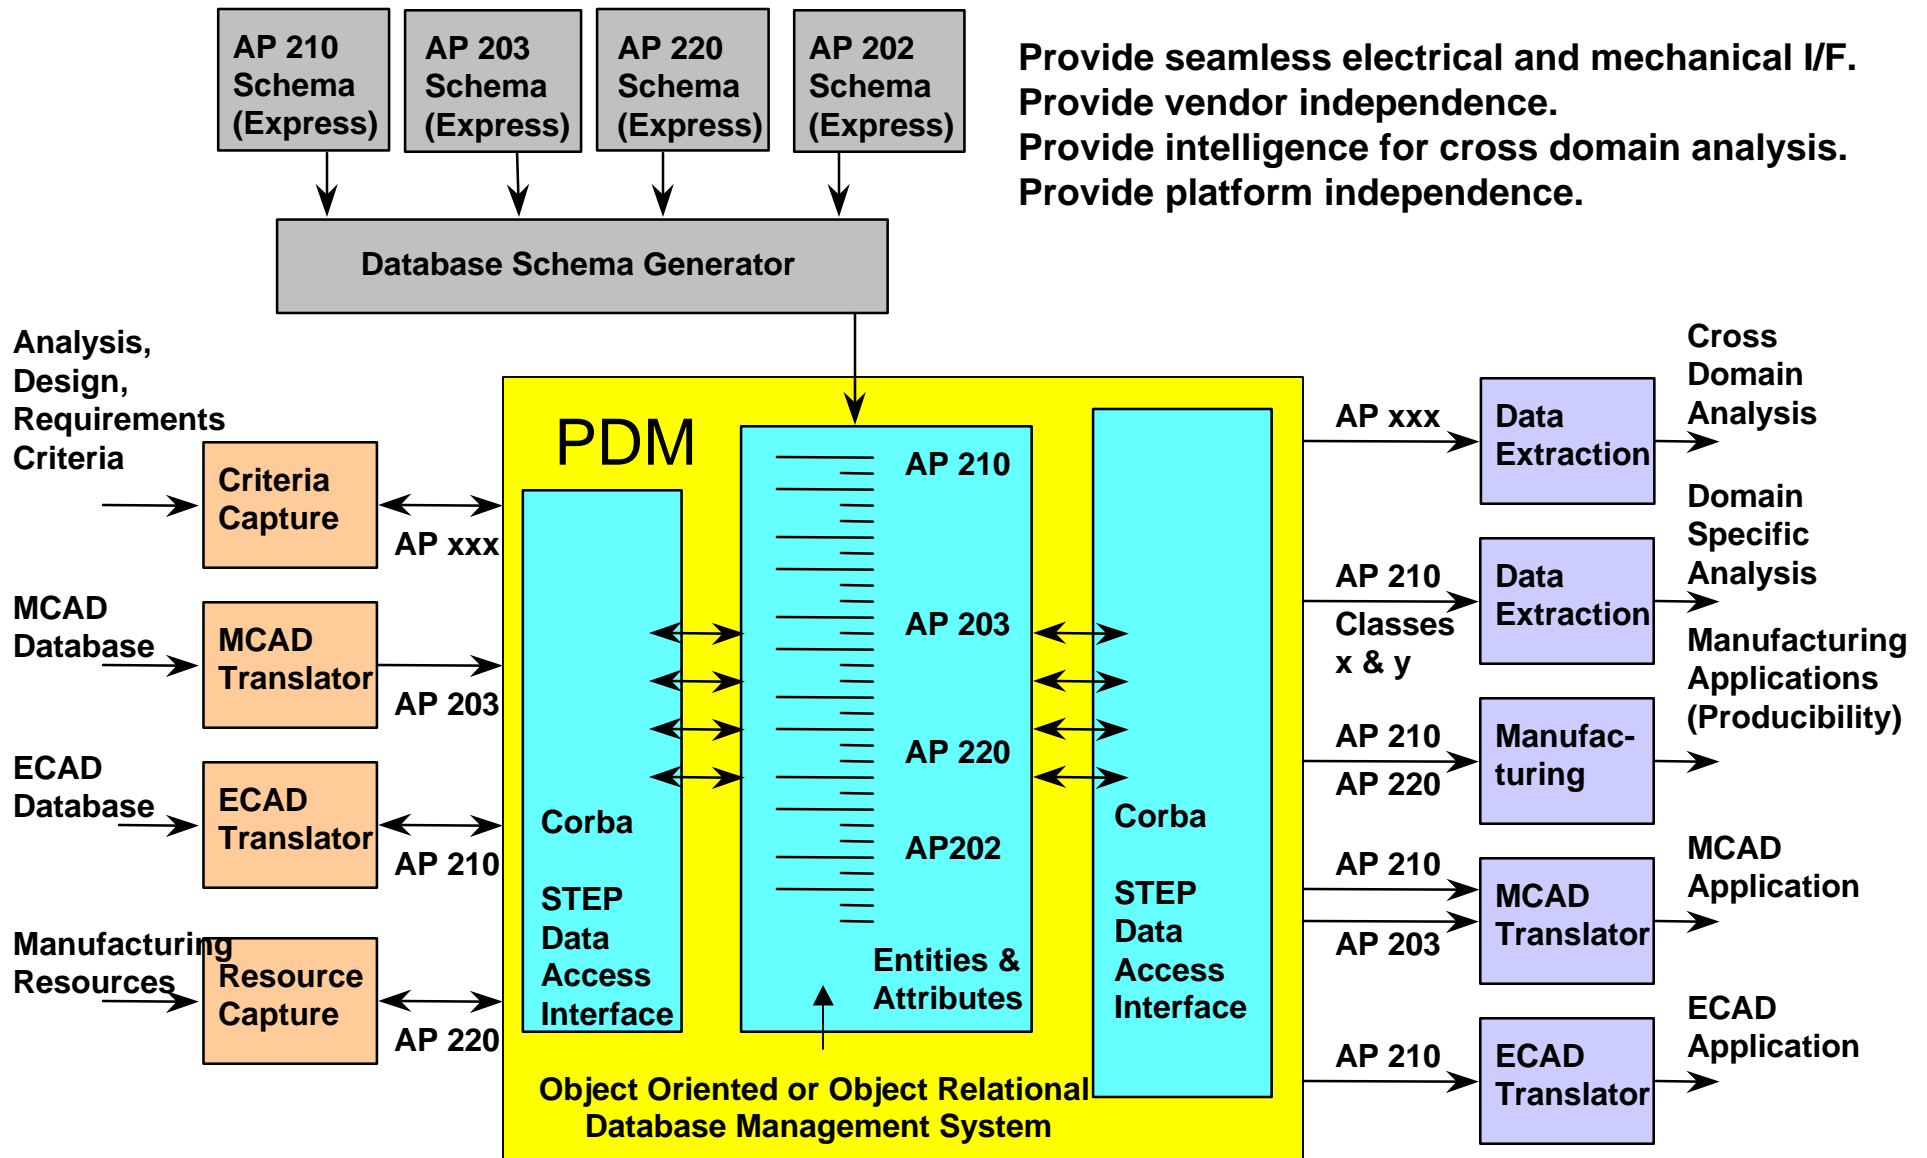 AP 210
Schema
(Express)
AP 203
Schema
(Express)
AP 220
Schema
(Express)
AP 202
Schema
(Express)
Provide seamless electrical and mechanical I/F.
Provide vendor independence.
Provide intelligence for cross domain analysis.
Provide platform independence.
Database Schema Generator
Analysis,
Design,
Requirements
Criteria
Criteria
Capture
AP xxx
MCAD
Database
MCAD
Translator
AP 203
ECAD
Database
ECAD
Translator
AP 210
Manufacturing
Resources
Resource
Capture
AP 220
PDM
Corba
STEP
Data
Access
Interface
AP 210
AP 203
AP 220
AP202
Entities &
Attributes
Corba
STEP
Data
Access
Interface
Object Oriented or Object Relational
Database Management System
AP xxx
Data
Extraction
Cross
Domain
Analysis
AP 210
Classes
x & y
Data
Extraction
Domain
Specific
Analysis
AP 210
AP 220
Manufac-
turing
Manufacturing
Applications
(Producibility)
AP 210
AP 203
MCAD
Translator
MCAD
Application
AP 210
ECAD
Translator
ECAD
Application